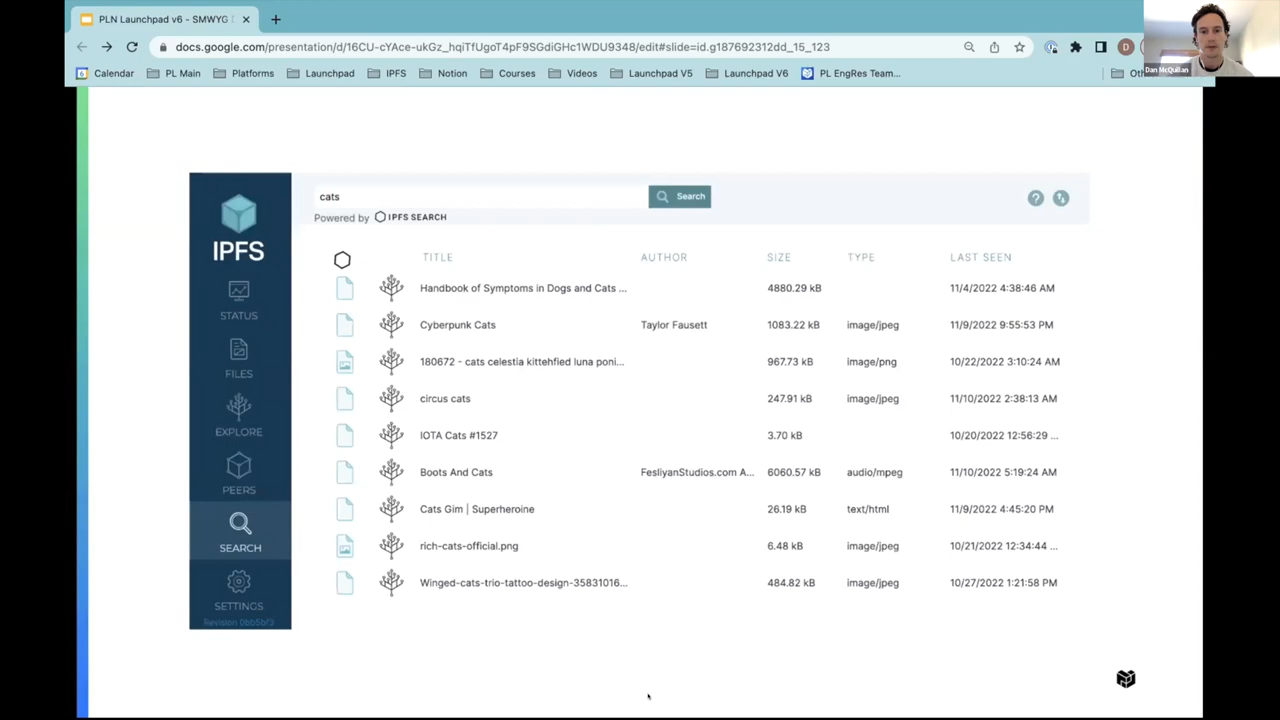 PLN Launchpad v6 - SMWYG
docs.google.com/presentation/d/16CU-cYAce-ukGz_hqiTfUgoT4pF9SGdiGHc1WDU9348/edit#slide=id.g187692312dd_15_123
D
Calendar PL Main Platforms Launchpad IPFS Notion Courses Videos Launchpad V5 Launchpad V6 PL EngRes Team...
Dan McQuillan
cats Search
Powered by IPFS SEARCH
IPFS
STATUS
FILES
EXPLORE
PEERS
SEARCH
SETTINGS
Revision 0bb5bf3
TITLE AUTHOR SIZE TYPE LAST SEEN
Handbook of Symptoms in Dogs and Cats ... 4880.29 kB 11/4/2022 4:38:46 AM
Cyberpunk Cats Taylor Fausett 1083.22 kB image/jpeg 11/9/2022 9:55:53 PM
180672 - cats celestia kittehfied luna poni... 967.73 kB image/png 10/22/2022 3:10:24 AM
circus cats 247.91 kB image/jpeg 11/10/2022 2:38:13 AM
IOTA Cats #1527 3.70 kB 10/20/2022 12:56:29 ...
Boots And Cats FesliyanStudios.com A... 6060.57 kB audio/mpeg 11/10/2022 5:19:24 AM
Cats Gim | Superheroine 26.19 kB text/html 11/9/2022 4:45:20 PM
rich-cats-official.png 6.48 kB image/jpeg 10/21/2022 12:34:44 ...
Winged-cats-trio-tattoo-design-35831016... 484.82 kB image/jpeg 10/27/2022 1:21:58 PM